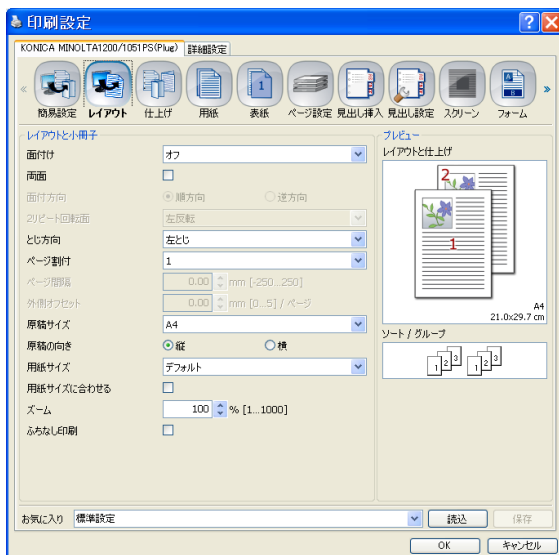 印刷設定
KONICA MINOLTA1200/1051PS(Plug) 詳細設定
簡易設定 レイアウト 仕上げ 用紙 表紙 ページ設定 見出し挿入 見出し設定 スクリーン フォーム
レイアウトと小冊子
面付け オフ
両面
面付方向 順方向 逆方向
2リピート回転面 左反転
とじ方向 左とじ
ページ割付 1
ページ間隔 0.00 mm [-250...250]
外側オフセット 0.00 mm [0...5] / ページ
原稿サイズ A4
原稿の向き 縦 横
用紙サイズ デフォルト
用紙サイズに合わせる
ズーム 100 % [1...1000]
ふちなし印刷
プレビュー
レイアウトと仕上げ
2
1
A4
21.0x29.7 cm
ソート / グループ
1 2 3 1 2 3
お気に入り 標準設定 読込 保存
OK キャンセル